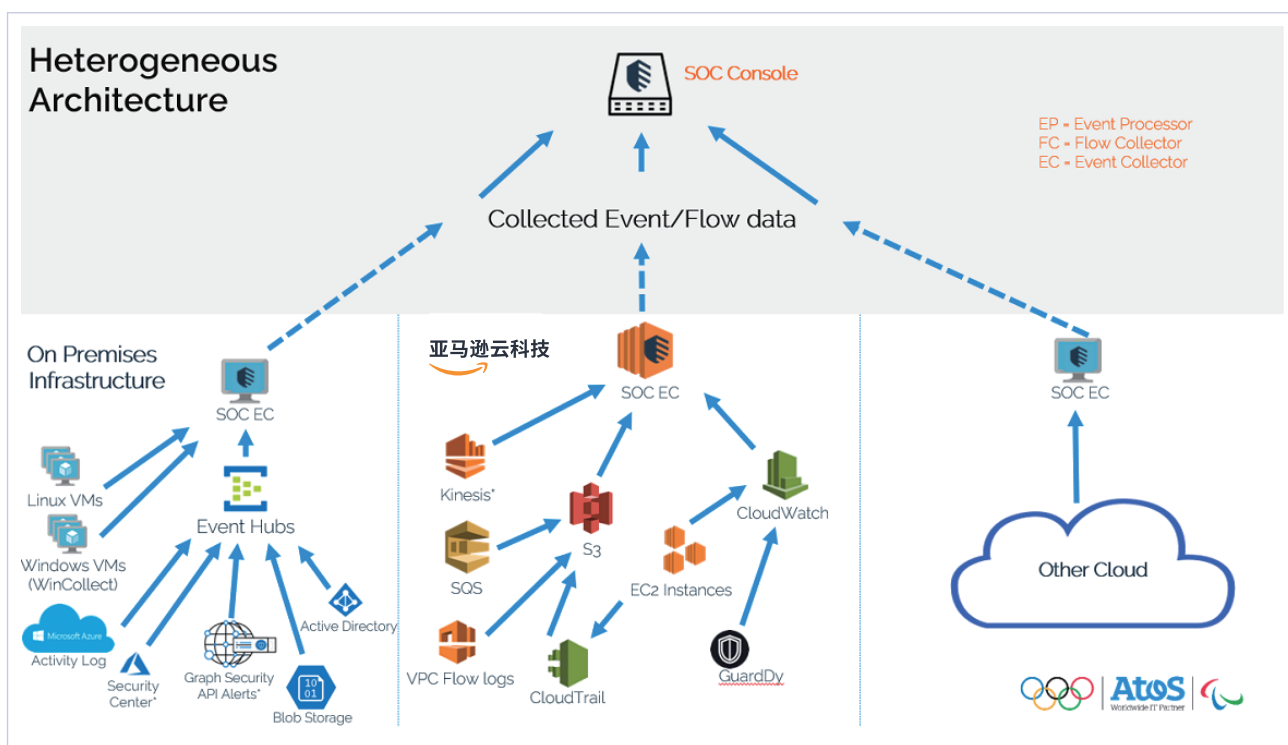 Heterogeneous
Architecture
SOC Console
EP = Event Processor
FC = Flow Collector
EC = Event Collector
Collected Event/Flow data
On Premises
Infrastructure
SOC EC
Linux VMs
Windows VMs
(WinCollect)
Event Hubs
Microsoft Azure
Activity Log
Security
Center*
Graph Security
API Alerts*
10
01
Blob Storage
Active Directory
亚马逊云科技
SOC EC
Kinesis*
SQS
S3
CloudWatch
EC2 Instances
VPC Flow logs
CloudTrail
GuardDy
SOC EC
Other Cloud
Atos
Worldwide IT Partner